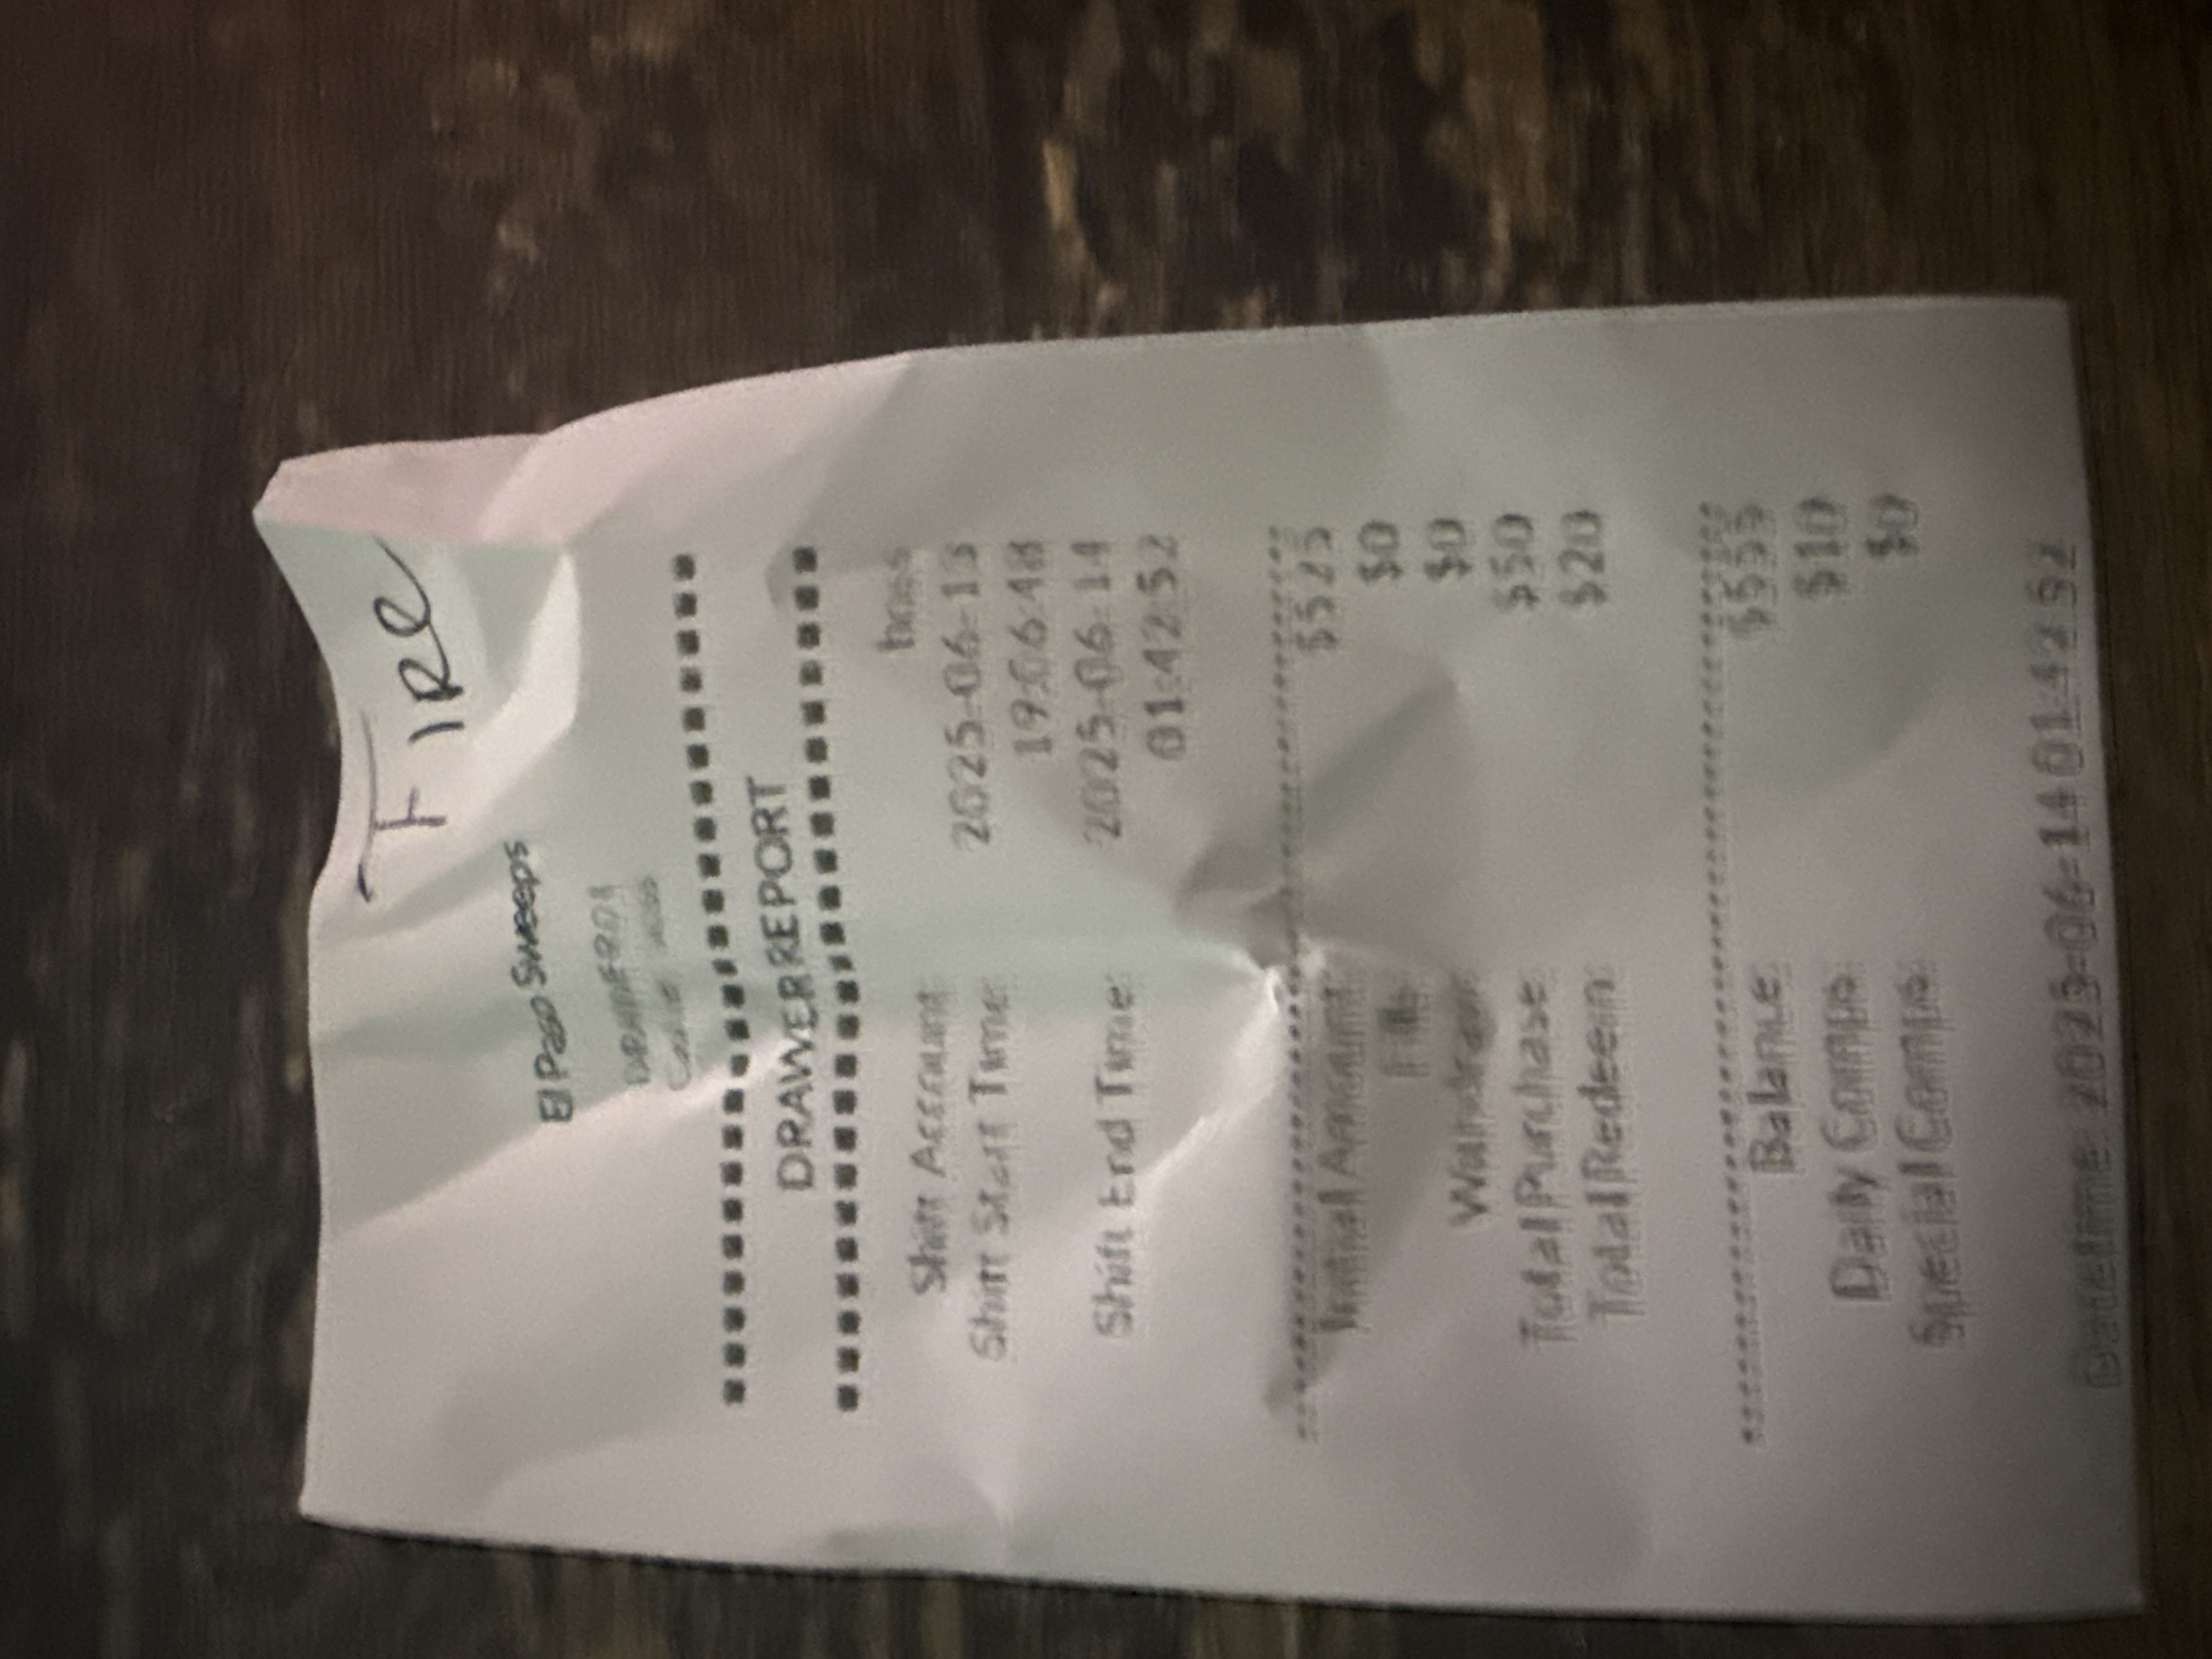 Fire
El Paso Sweeps
DRAWER REPORT
Shift Account boss
Shift Start Time: 2025-06-13
19:06:48
Shift End Time: 2025-06-14
01:42:52
Initial Amount $525
Fill $0
$0
Total Purchase $50
Total Redeem $20
Balance $555
Daily Comps $10
Special Comps $0
Datetime: 2025-06-14 01:42:52